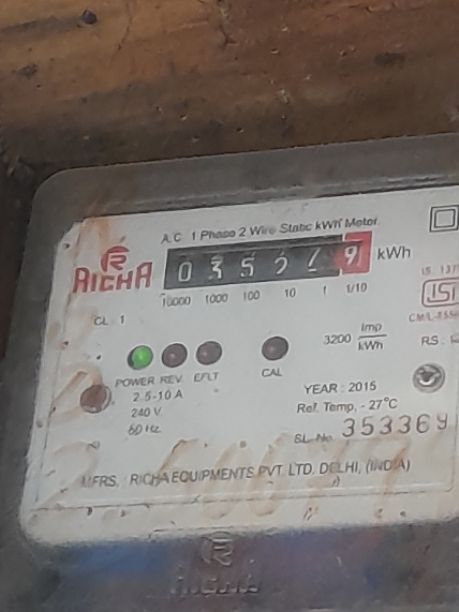 A.C. 1 Phase 2 Wire Static kWh Meter.
RICHA
kWh
10000 1000 100 10 1 1/10
CL. 1
3200 Imp
kWh
POWER REV EFLT CAL
2.5-10 A
240 V.
YEAR : 2015
Ref. Temp. - 27°C
SL. No. 353369
MFRS. : RICHA EQUIPMENTS PVT. LTD. DELHI, (INDIA)
RICHA